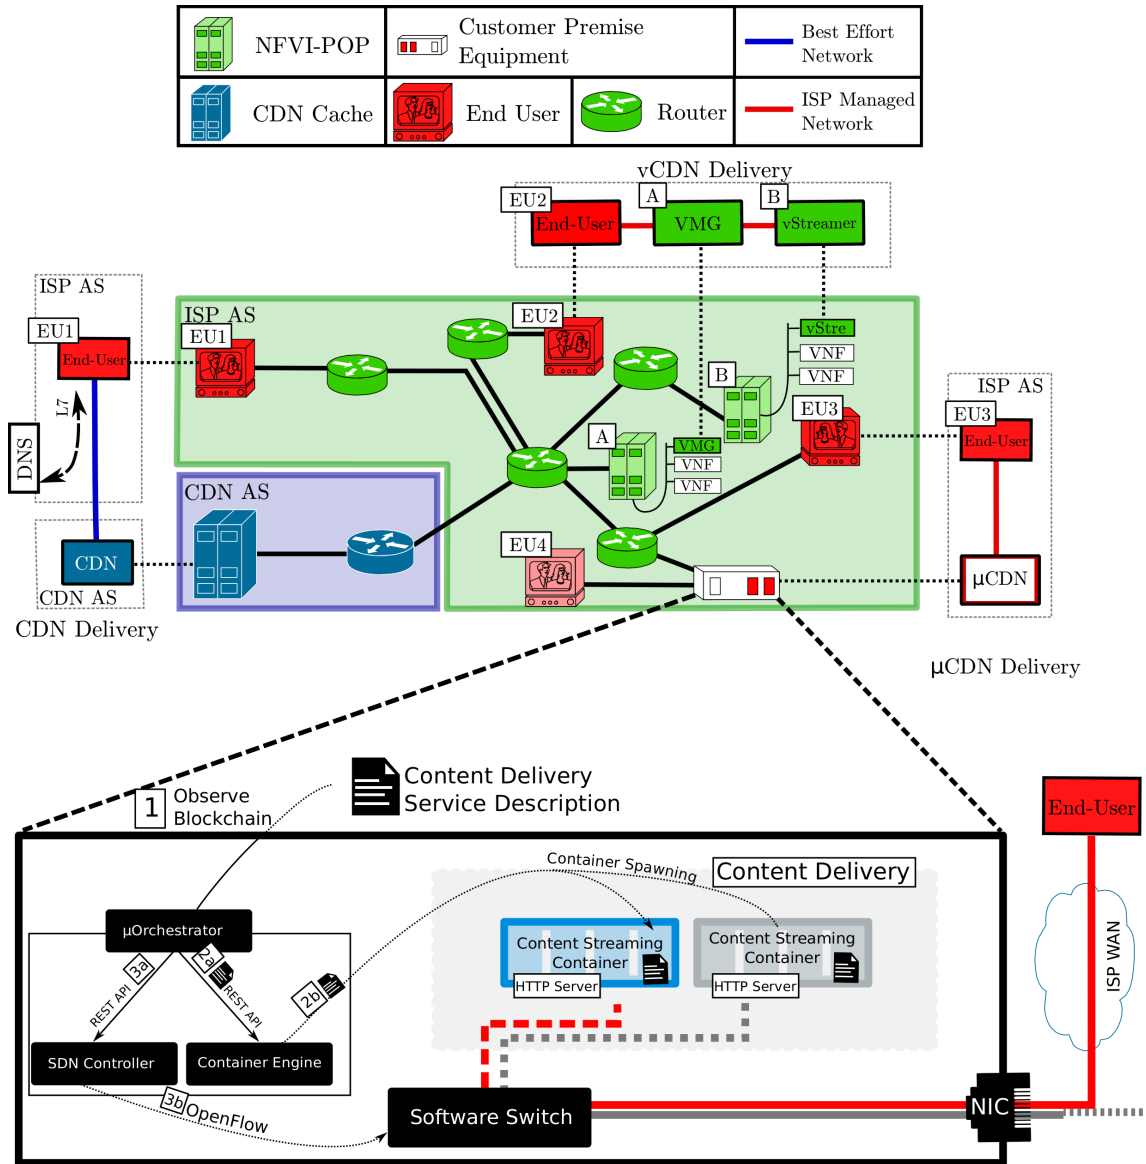 NFVI-POP
Customer Premise
Equipment
Best Effort
Network
CDN Cache
End User
Router
ISP Managed
Network
vCDN Delivery
EU2
A
B
End-User
VMG
vStreamer
ISP AS
EU1
End-User
L7
DNS
CDN
CDN AS
CDN Delivery
ISP AS
EU1
EU2
vStre
VNF
VNF
B
EU3
A
VMG
VNF
VNF
CDN AS
EU4
ISP AS
EU3
End-User
µCDN
µCDN Delivery
1
Observe
Blockchain
Content Delivery
Service Description
End-User
Container Spawning
Content Delivery
µOrchestrator
Content Streaming
Container
HTTP Server
Content Streaming
Container
HTTP Server
3a
2a
REST API
REST API
2b
SDN Controller
Container Engine
3b
OpenFlow
Software Switch
NIC
ISP WAN